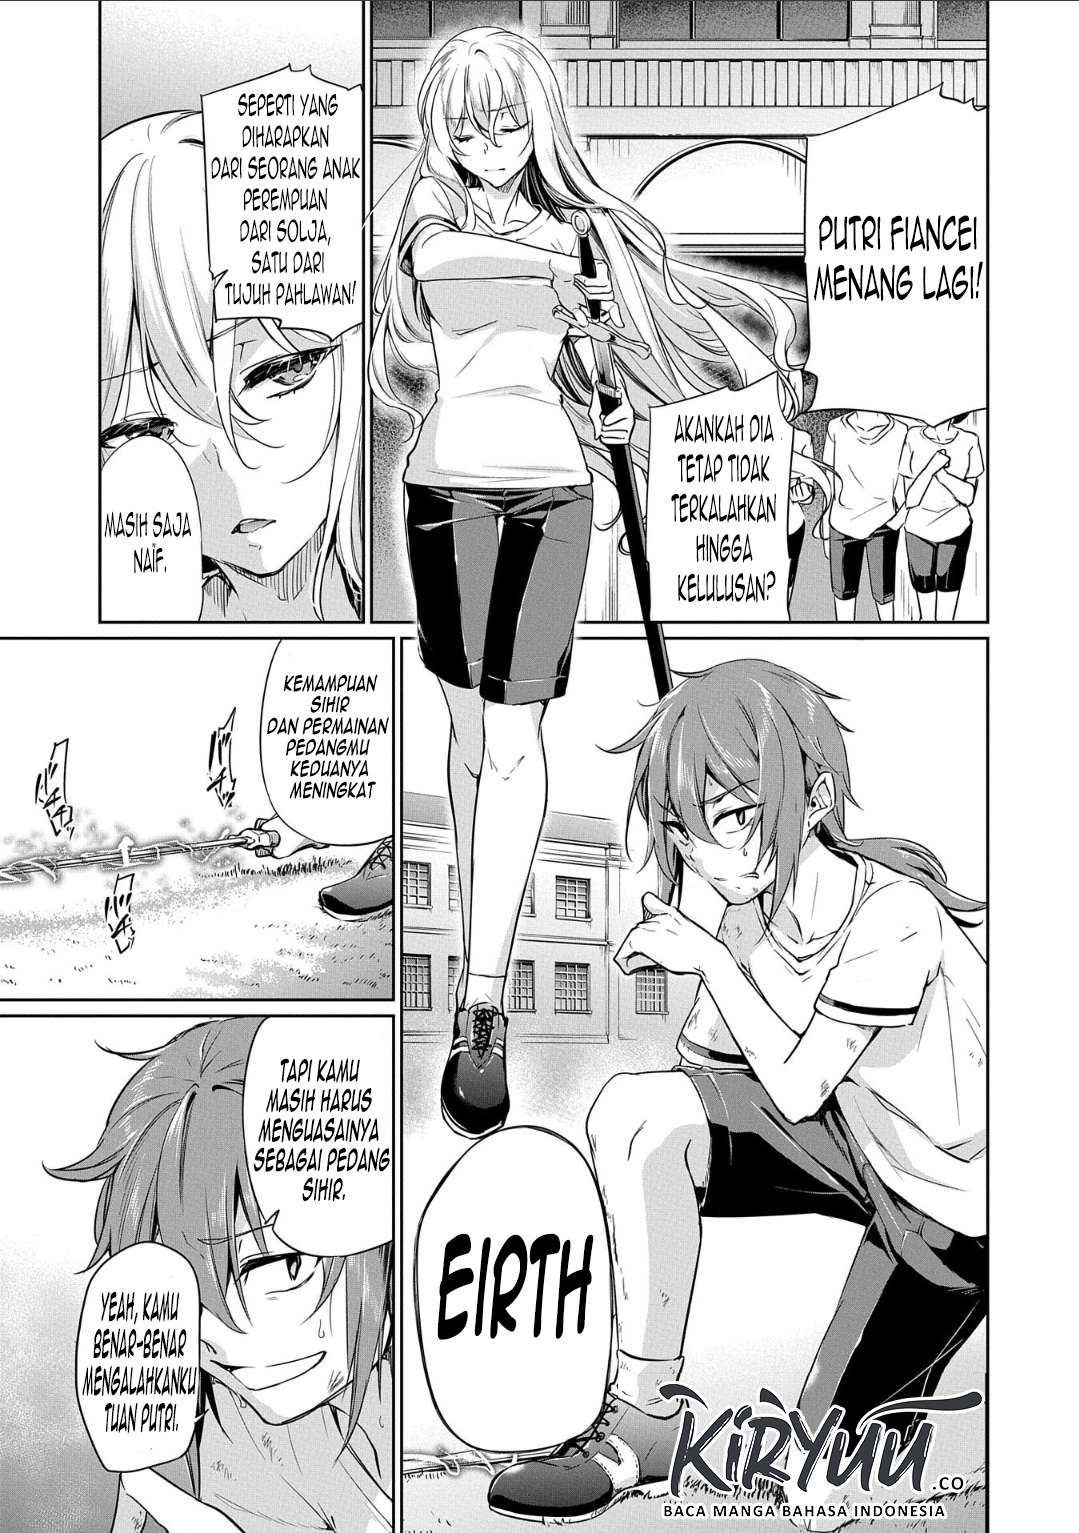 PUTRI FIANCEI
MENANG LAGI!
AKANKAH DIA
TETAP TIDAK
TERKALAHKAN
HINGGA
KELULUSAN?
SEPERTI YANG
DIHARAPKAN
DARI SEORANG ANAK
PEREMPUAN
DARI SOLJA,
SATU DARI
TUJUH PAHLAWAN!
MASIH SAJA
NAÏF.
EIRTH
KEMAMPUAN
SIHIR
DAN PERMAINAN
PEDANGMU
KEDUANYA
MENINGKAT
TAPI KAMU
MASIH HARUS
MENGUASAINYA
SEBAGAI PEDANG
SIHIR.
YEAH, KAMU
BENAR-BENAR
MENGALAHKANKU
TUAN PUTRI.
KIRYUU.CO
BACA MANGA BAHASA INDONESIA